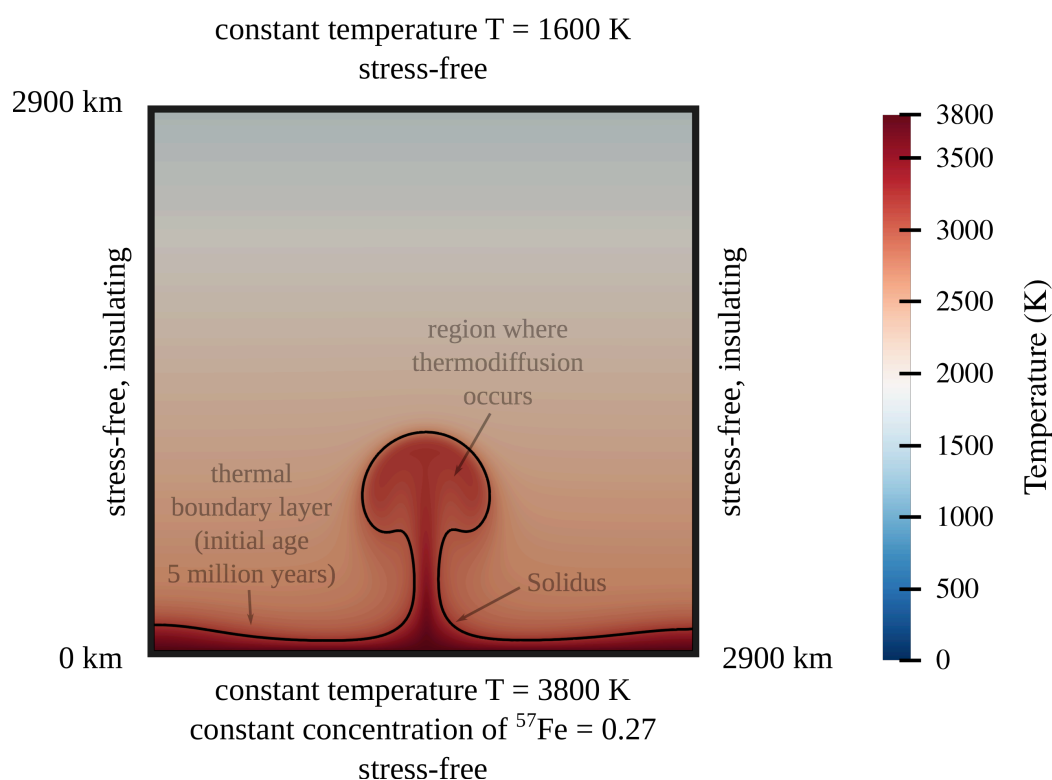 constant temperature T = 1600 K
stress-free
2900 km
stress-free, insulating
region where
thermodiffusion
occurs
thermal
boundary layer
(initial age
5 million years)
Solidus
stress-free, insulating
0 km
2900 km
constant temperature T = 3800 K
constant concentration of ⁵⁷Fe = 0.27
stress-free
3800
3500
3000
2500
2000
1500
1000
500
0
Temperature (K)